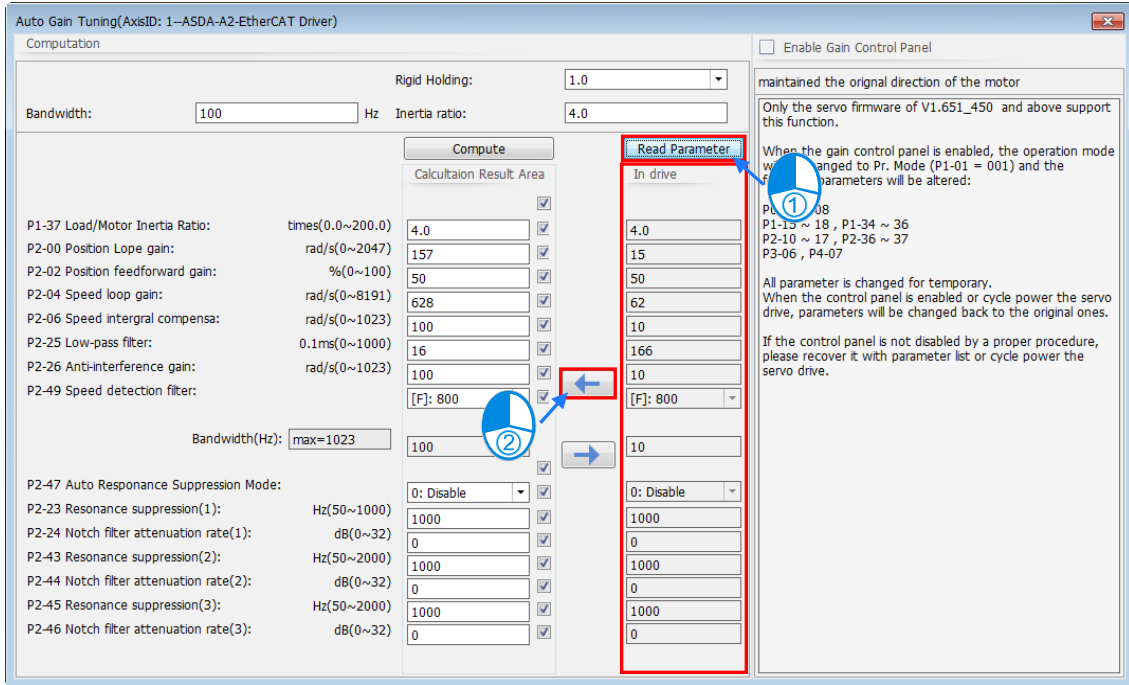 Auto Gain Tuning(AxisID: 1--ASDA-A2-EtherCAT Driver)
Computation
Rigid Holding: 1.0
Bandwidth: 100 Hz Inertia ratio: 4.0
Compute Read Parameter
Calcultaion Result Area In drive
P1-37 Load/Motor Inertia Ratio: times(0.0~200.0) 4.0 4.0
P2-00 Position Lope gain: rad/s(0~2047) 157 15
P2-02 Position feedforward gain: %(0~100) 50 50
P2-04 Speed loop gain: rad/s(0~8191) 628 62
P2-06 Speed intergral compensa: rad/s(0~1023) 100 10
P2-25 Low-pass filter: 0.1ms(0~1000) 16 166
P2-26 Anti-interference gain: rad/s(0~1023) 100 10
P2-49 Speed detection filter: [F]: 800 [F]: 800
Bandwidth(Hz): max=1023 100 10
P2-47 Auto Responance Suppression Mode: 0: Disable 0: Disable
P2-23 Resonance suppression(1): Hz(50~1000) 1000 1000
P2-24 Notch filter attenuation rate(1): dB(0~32) 0 0
P2-43 Resonance suppression(2): Hz(50~2000) 1000 1000
P2-44 Notch filter attenuation rate(2): dB(0~32) 0 0
P2-45 Resonance suppression(3): Hz(50~2000) 1000 1000
P2-46 Notch filter attenuation rate(3): dB(0~32) 0 0
①
②
Enable Gain Control Panel
maintained the orignal direction of the motor
Only the servo firmware of V1.651_450 and above support
this function.
When the gain control panel is enabled, the operation mode
anged to Pr. Mode (P1-01 = 001) and the
parameters will be altered:
08
P1-15 ~ 18 , P1-34 ~ 36
P2-10 ~ 17 , P2-36 ~ 37
P3-06 , P4-07
All parameter is changed for temporary.
When the control panel is enabled or cycle power the servo
drive, parameters will be changed back to the original ones.
If the control panel is not disabled by a proper procedure,
please recover it with parameter list or cycle power the
servo drive.